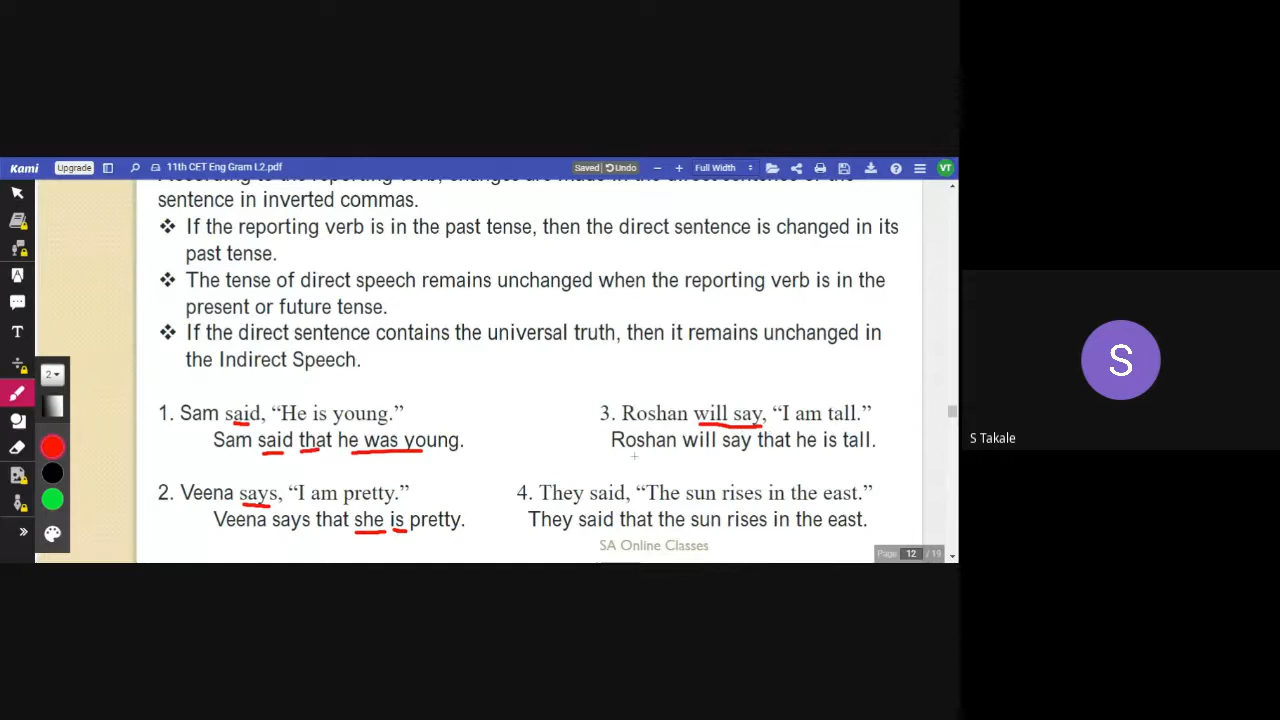 Kami Upgrade 11th CET Eng Gram L2.pdf Saved Undo Full Width VT
sentence in inverted commas.
❖ If the reporting verb is in the past tense, then the direct sentence is changed in its
past tense.
❖ The tense of direct speech remains unchanged when the reporting verb is in the
present or future tense.
❖ If the direct sentence contains the universal truth, then it remains unchanged in
the Indirect Speech.
2
1. Sam said, “He is young.”
Sam said that he was young.
2. Veena says, “I am pretty.”
Veena says that she is pretty.
3. Roshan will say, “I am tall.”
Roshan will say that he is tall.
4. They said, “The sun rises in the east.”
They said that the sun rises in the east.
SA Online Classes
Page 12 / 19
S
S Takale